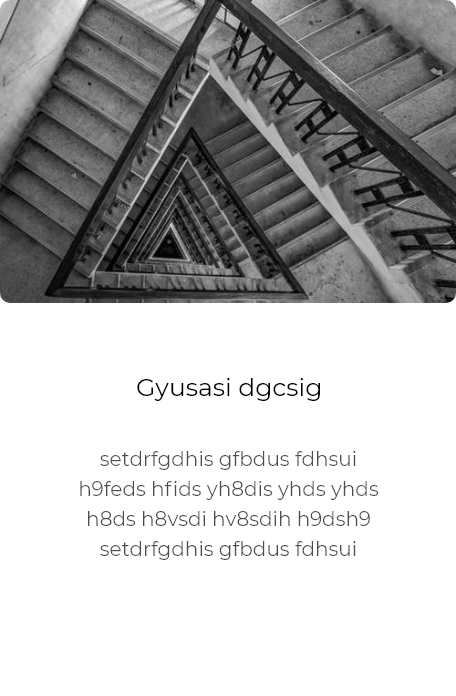 Gyusasi dgcsig
setdrfgdhis gfbdus fdhsui
h9feds hfids yh8dis yhds yhds
h8ds h8vsdi hv8sdih h9dsh9
setdrfgdhis gfbdus fdhsui